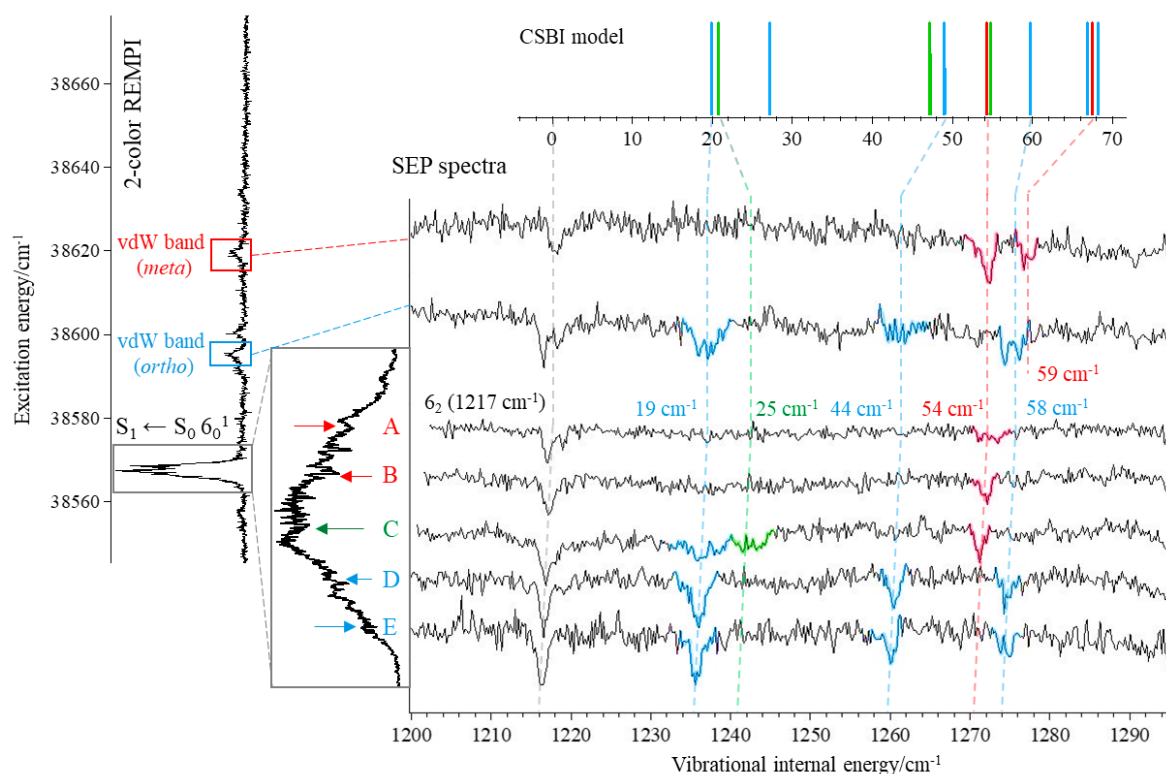 CSBI model
2-color REMPI
38660
38640
38620
38600
38580
38560
Excitation energy/cm⁻¹
0
10
20
30
40
50
60
70
SEP spectra
vdW band
(meta)
vdW band
(ortho)
S₁ ← S₀ 6₀¹
A
B
C
D
E
6₂ (1217 cm⁻¹)
19 cm⁻¹
25 cm⁻¹
44 cm⁻¹
54 cm⁻¹
59 cm⁻¹
58 cm⁻¹
1200
1210
1220
1230
1240
1250
1260
1270
1280
1290
Vibrational internal energy/cm⁻¹